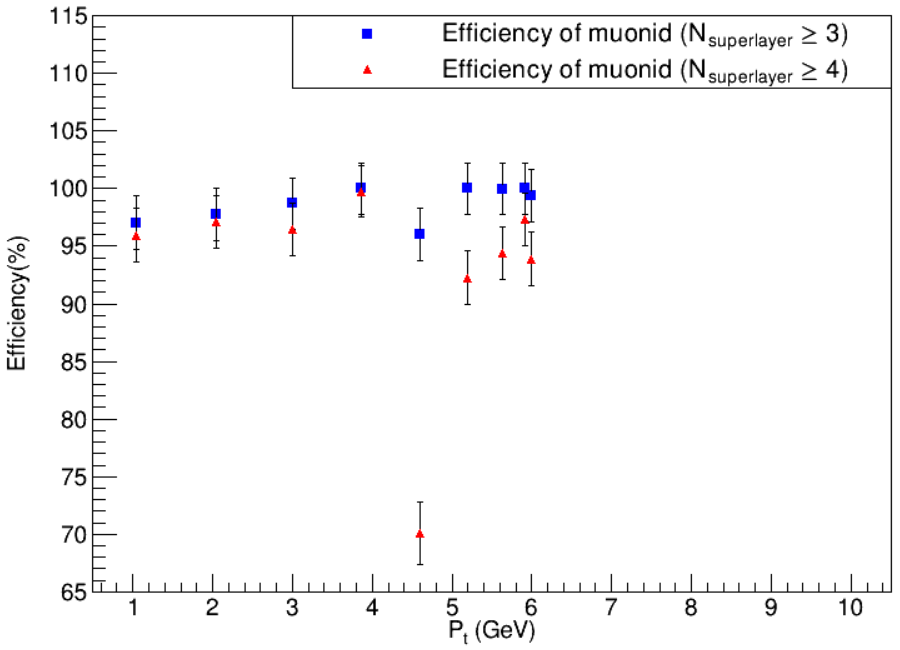 Efficiency of muonid (N_superlayer ≥ 3)
Efficiency of muonid (N_superlayer ≥ 4)
Efficiency(%)
115
110
105
100
95
90
85
80
75
70
65
1 2 3 4 5 6 7 8 9 10
P_t (GeV)